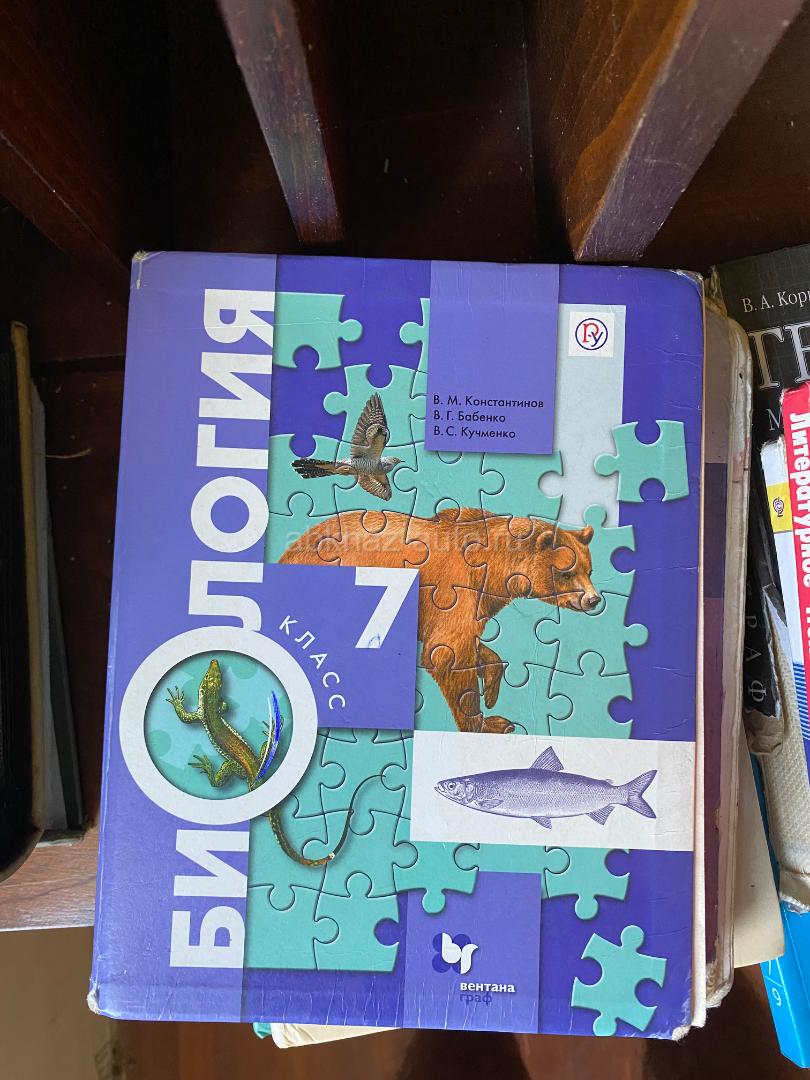 БИОЛОГИЯ
7
КЛАСС
В. М. Константинов
В. Г. Бабенко
В. С. Кучменко
вентана
граф
В. А. Кор
Литературное